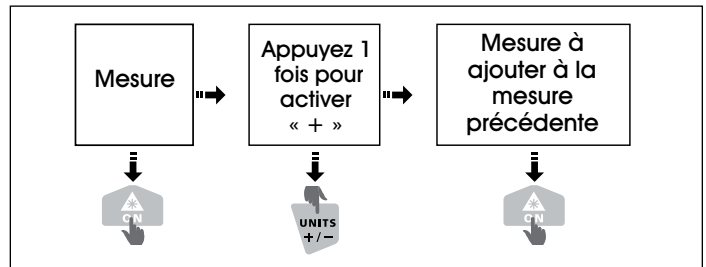 Mesure
Appuyez 1
fois pour
activer
« + »
Mesure à
ajouter à la
mesure
précédente
ON
UNITS
+/−
ON